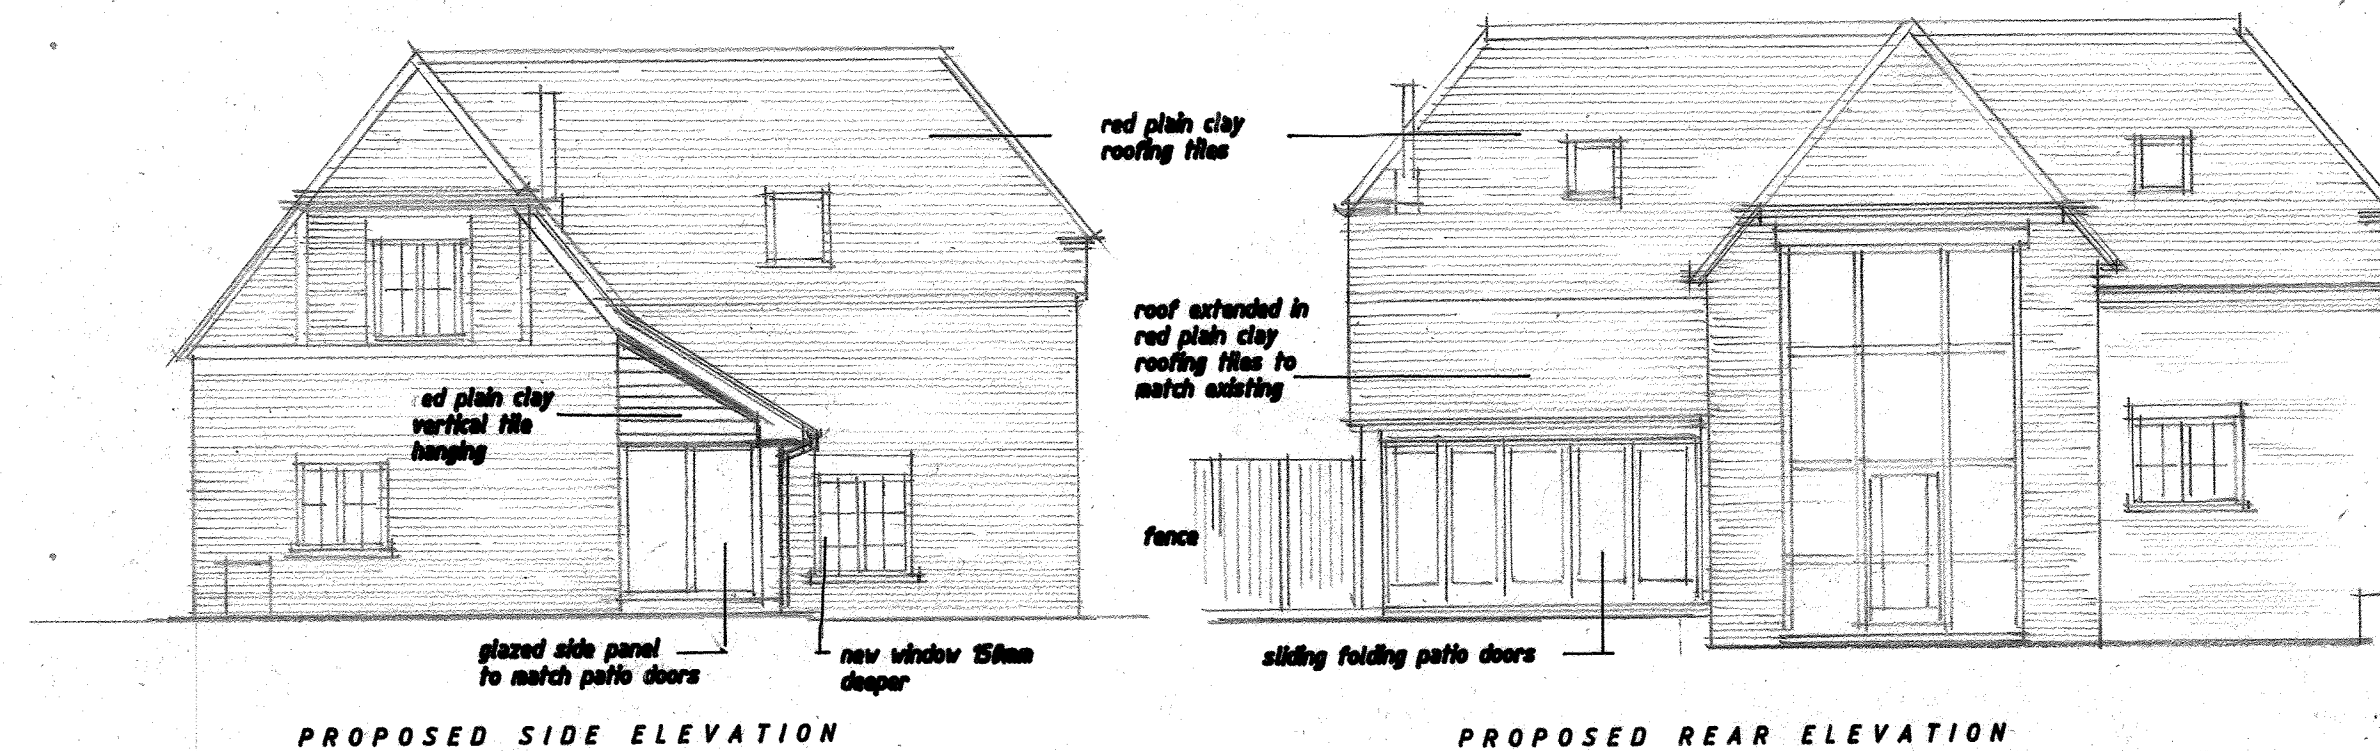 red plain clay
roofing tiles
roof extended in
red plain clay
roofing tiles to
match existing
ed plain clay
vertical tile
hanging
fence
glazed side panel
to match patio doors
new window 150mm
deeper
sliding folding patio doors
PROPOSED SIDE ELEVATION
PROPOSED REAR ELEVATION